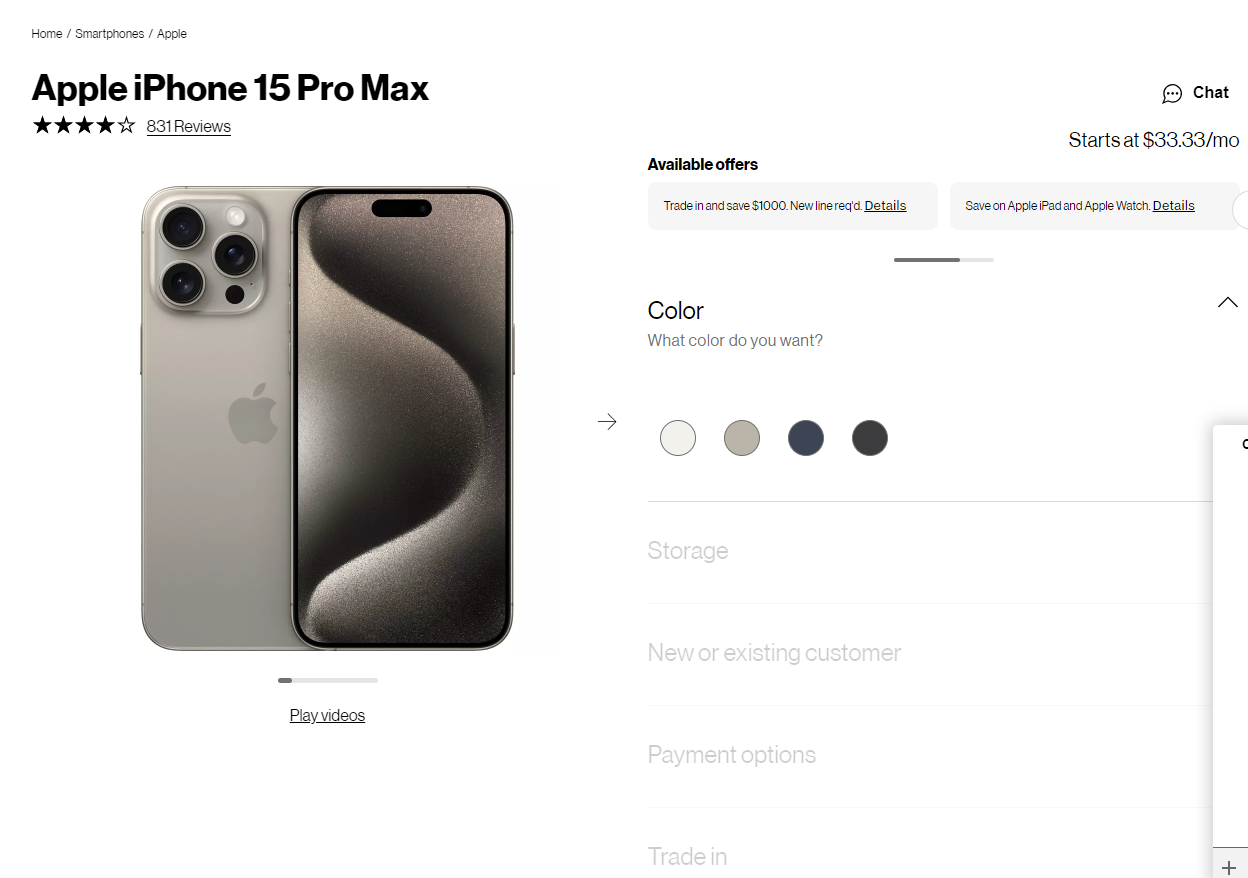 Home / Smartphones / Apple
Apple iPhone 15 Pro Max
831 Reviews
Chat
Starts at $33.33/mo
Available offers
Trade in and save $1000. New line req'd. Details
Save on Apple iPad and Apple Watch. Details
Color
What color do you want?
Storage
New or existing customer
Payment options
Trade in
Play videos